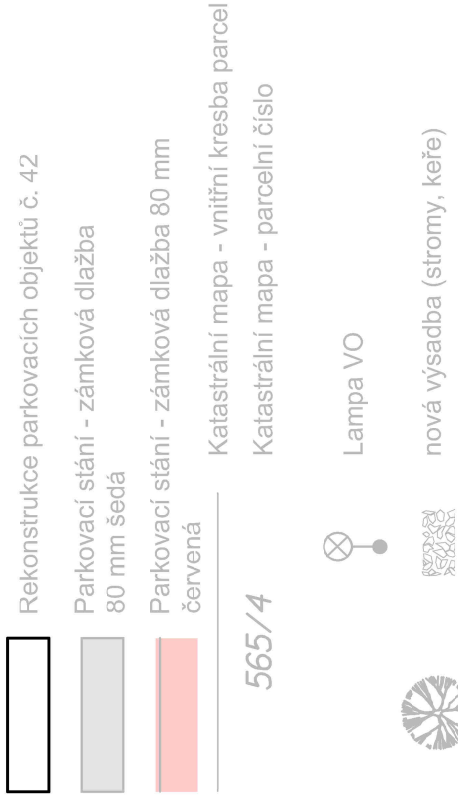 Rekonstrukce parkovacích objektů č. 42
Parkovací stání - zámková dlažba
80 mm šedá
Parkovací stání - zámková dlažba 80 mm
červená
Katastrální mapa - vnitřní kresba parcel
565/4
Katastrální mapa - parcelní číslo
Lampa VO
nová výsadba (stromy, keře)